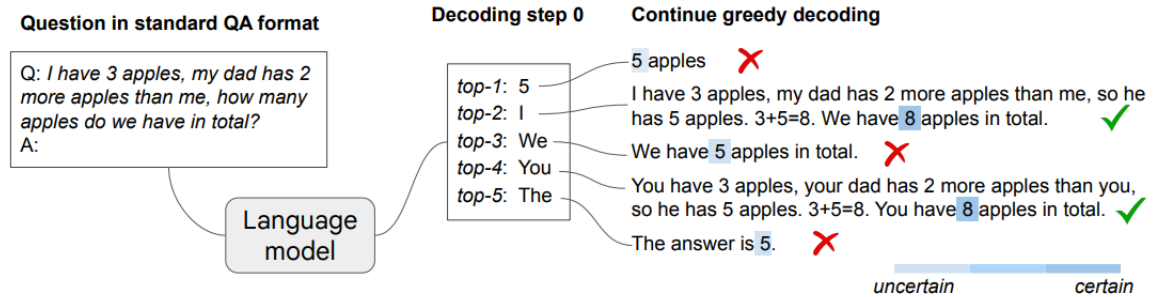 Question in standard QA format
Q: I have 3 apples, my dad has 2
more apples than me, how many
apples do we have in total?
A:
Language
model
Decoding step 0
top-1: 5
top-2: I
top-3: We
top-4: You
top-5: The
Continue greedy decoding
5 apples
I have 3 apples, my dad has 2 more apples than me, so he
has 5 apples. 3+5=8. We have 8 apples in total.
We have 5 apples in total.
You have 3 apples, your dad has 2 more apples than you,
so he has 5 apples. 3+5=8. You have 8 apples in total.
The answer is 5.
uncertain certain